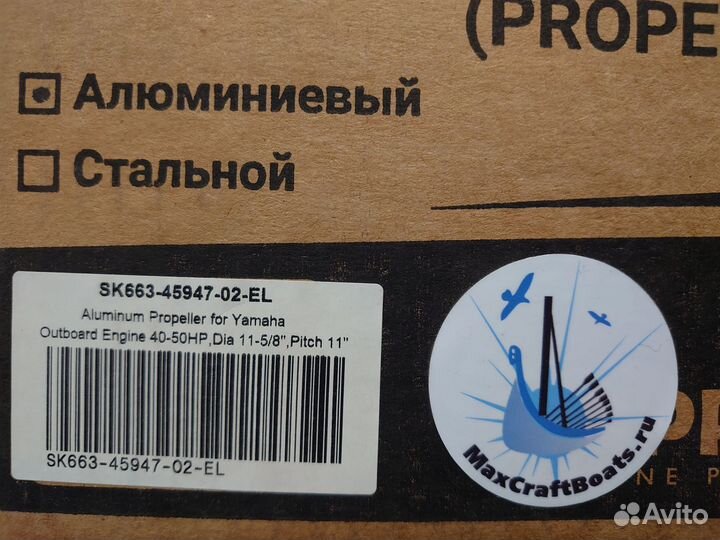 (PROPE
Алюминиевый
Стальной
SK663-45947-02-EL
Aluminum Propeller for Yamaha
Outboard Engine 40-50HP,Dia 11-5/8",Pitch 11"
SK663-45947-02-EL
MaxCraftBoats.ru
NE P
Avito